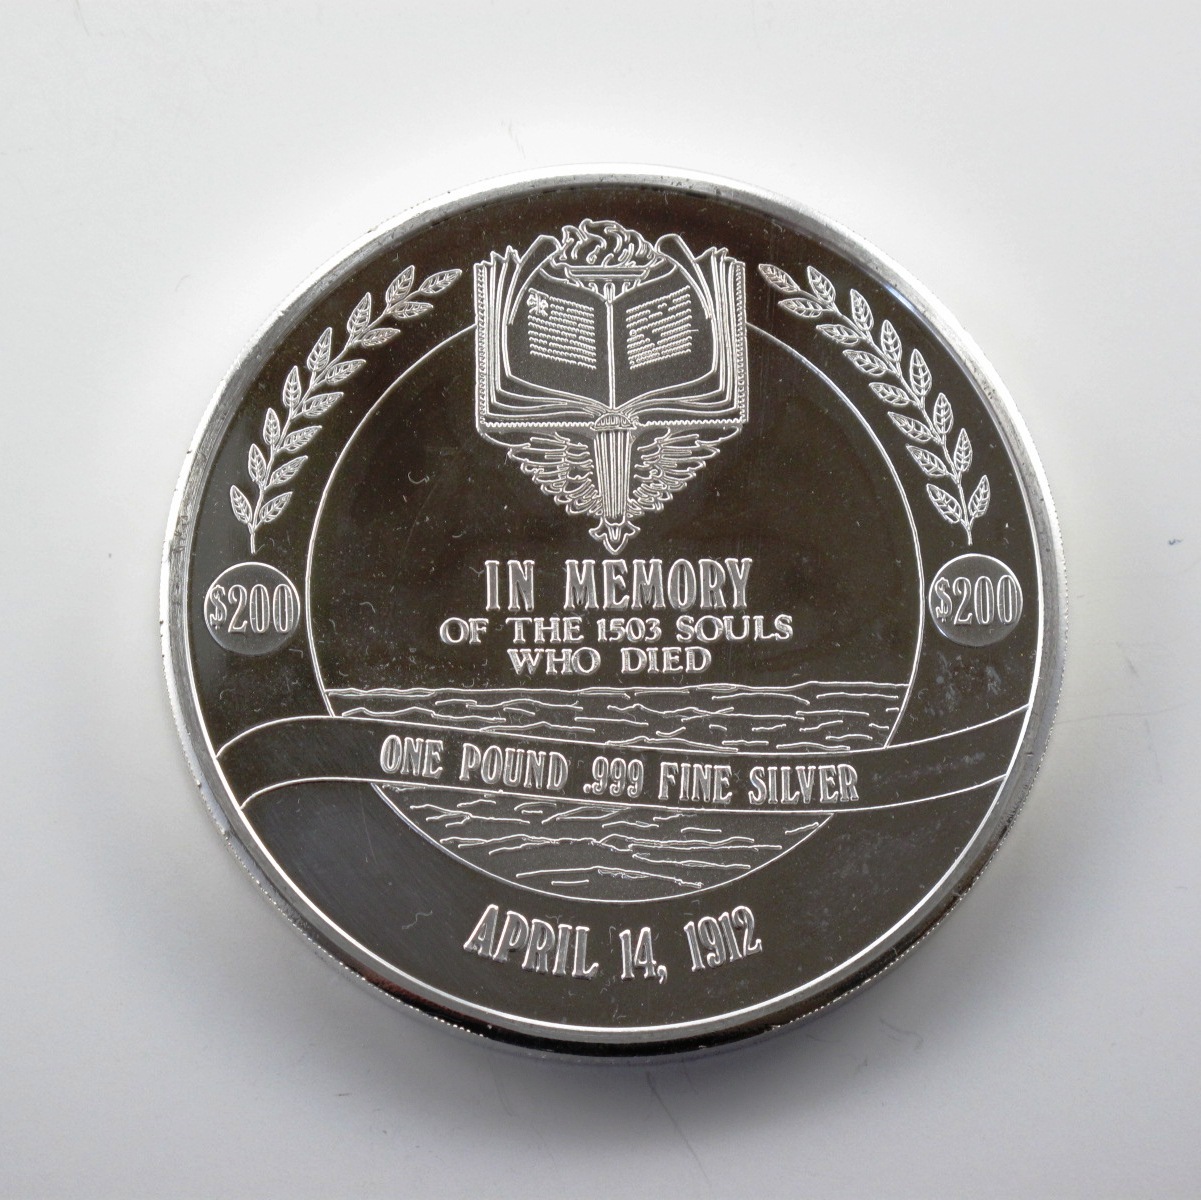 IN MEMORY
OF THE 1503 SOULS
WHO DIED
$200
$200
ONE POUND .999 FINE SILVER
APRIL 14, 1912